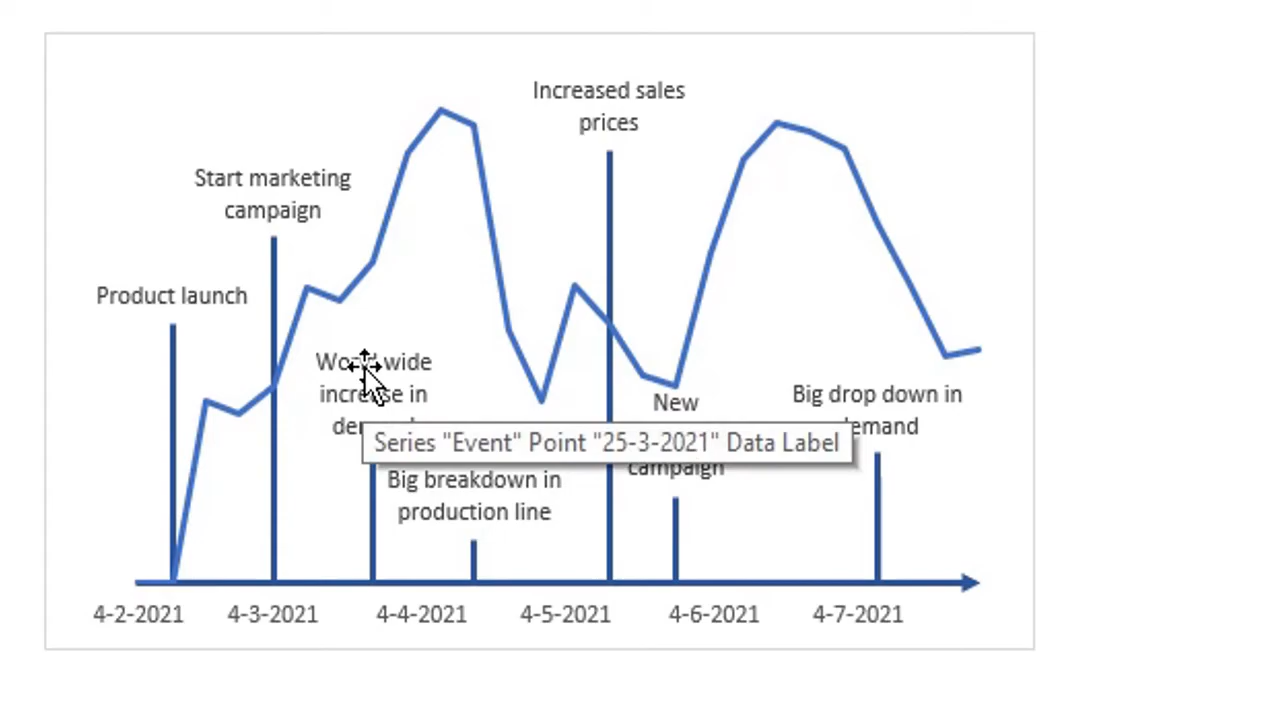 Increased sales
prices
Start marketing
campaign
Product launch
wide
in
Series "Event" Point "25-3-2021" Data Label
Big breakdown in
production line
New
campaign
Big drop down in
demand
4-2-2021 4-3-2021 4-4-2021 4-5-2021 4-6-2021 4-7-2021